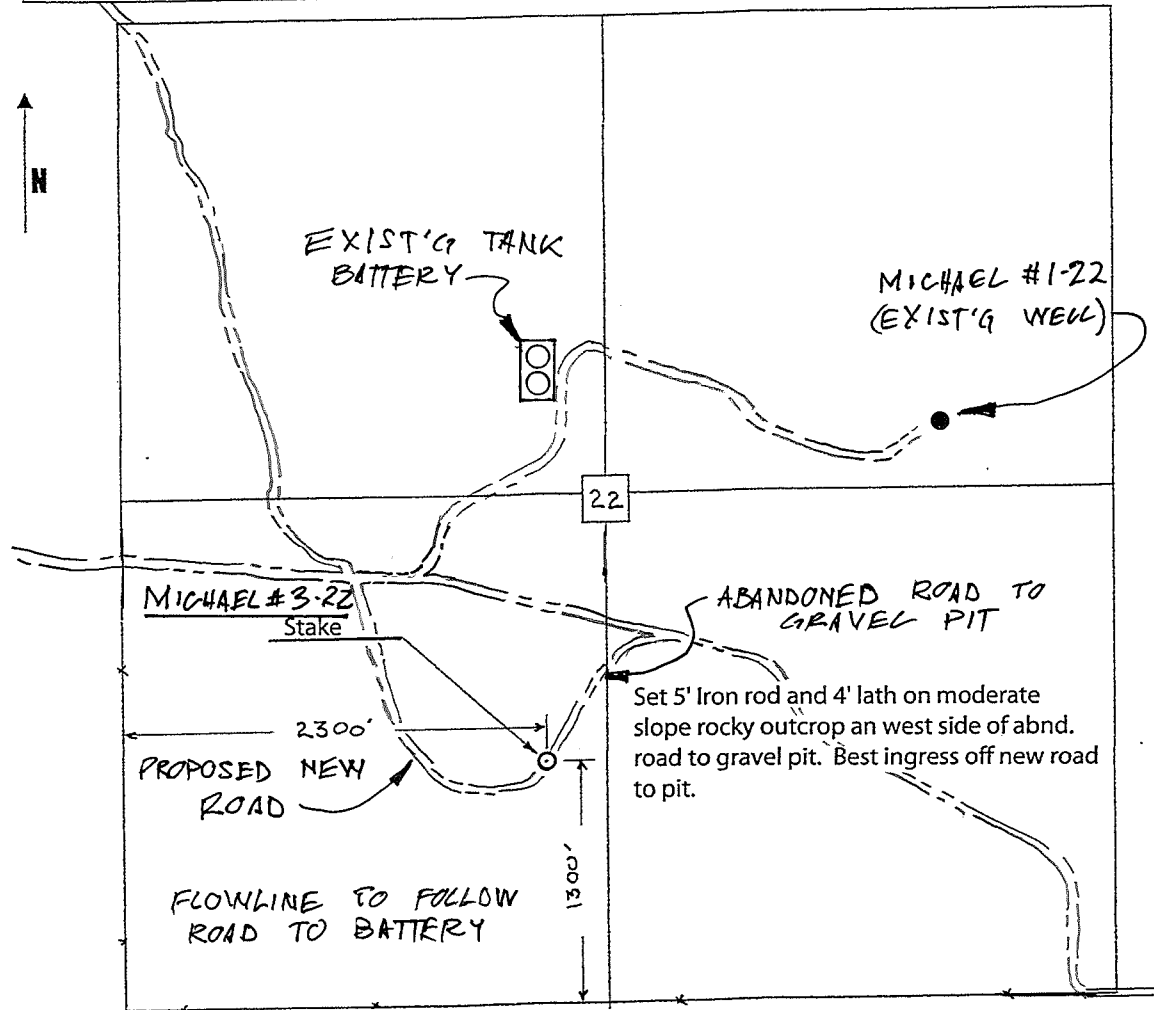 N
EXIST'G TANK
BATTERY
MICHAEL #1-22
(EXIST'G WELL)
22
MICHAEL #3-22
Stake
ABANDONED ROAD TO
GRAVEL PIT
Set 5' Iron rod and 4' lath on moderate
slope rocky outcrop an west side of abnd.
road to gravel pit. Best ingress off new road
to pit.
2300'
PROPOSED NEW
ROAD
1300'
FLOWLINE TO FOLLOW
ROAD TO BATTERY